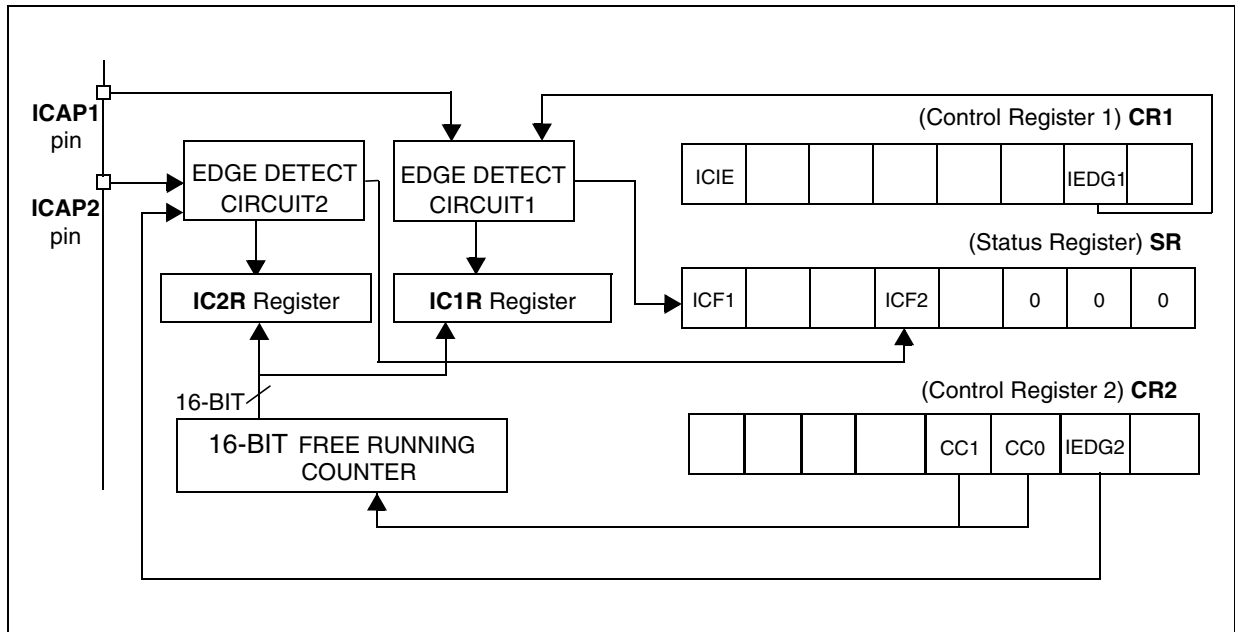 ICAP1
pin
ICAP2
pin
EDGE DETECT
CIRCUIT2
EDGE DETECT
CIRCUIT1
IC2R Register
IC1R Register
16-BIT
16-BIT FREE RUNNING
COUNTER
(Control Register 1) CR1
ICIE IEDG1
(Status Register) SR
ICF1 ICF2 0 0 0
(Control Register 2) CR2
CC1 CC0 IEDG2